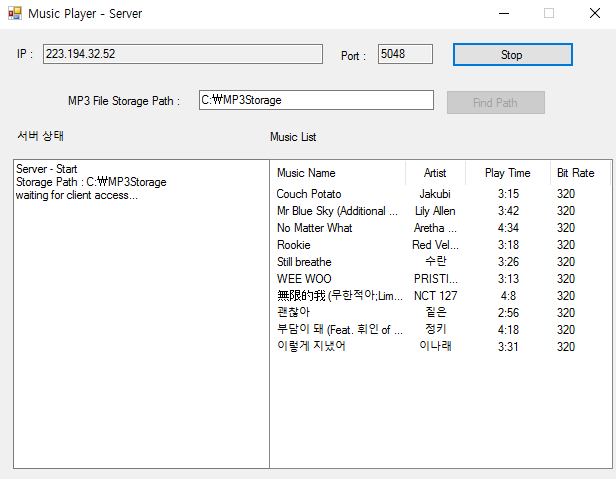 Music Player - Server
IP : 223.194.32.52 Port : 5048 Stop
MP3 File Storage Path : C:₩MP3Storage Find Path
서버 상태 Music List
Server - Start
Storage Path : C:₩MP3Storage
waiting for client access...
Music Name Artist Play Time Bit Rate
Couch Potato Jakubi 3:15 320
Mr Blue Sky (Additional ... Lily Allen 3:42 320
No Matter What Aretha ... 4:34 320
Rookie Red Vel... 3:18 320
Still breathe 수란 3:26 320
WEE WOO PRISTI... 3:13 320
無限的我 (무한적아;Lim... NCT 127 4:8 320
괜찮아 짙은 2:56 320
부담이 돼 (Feat. 휘인 of ... 정키 4:18 320
이렇게 지냈어 이나래 3:31 320